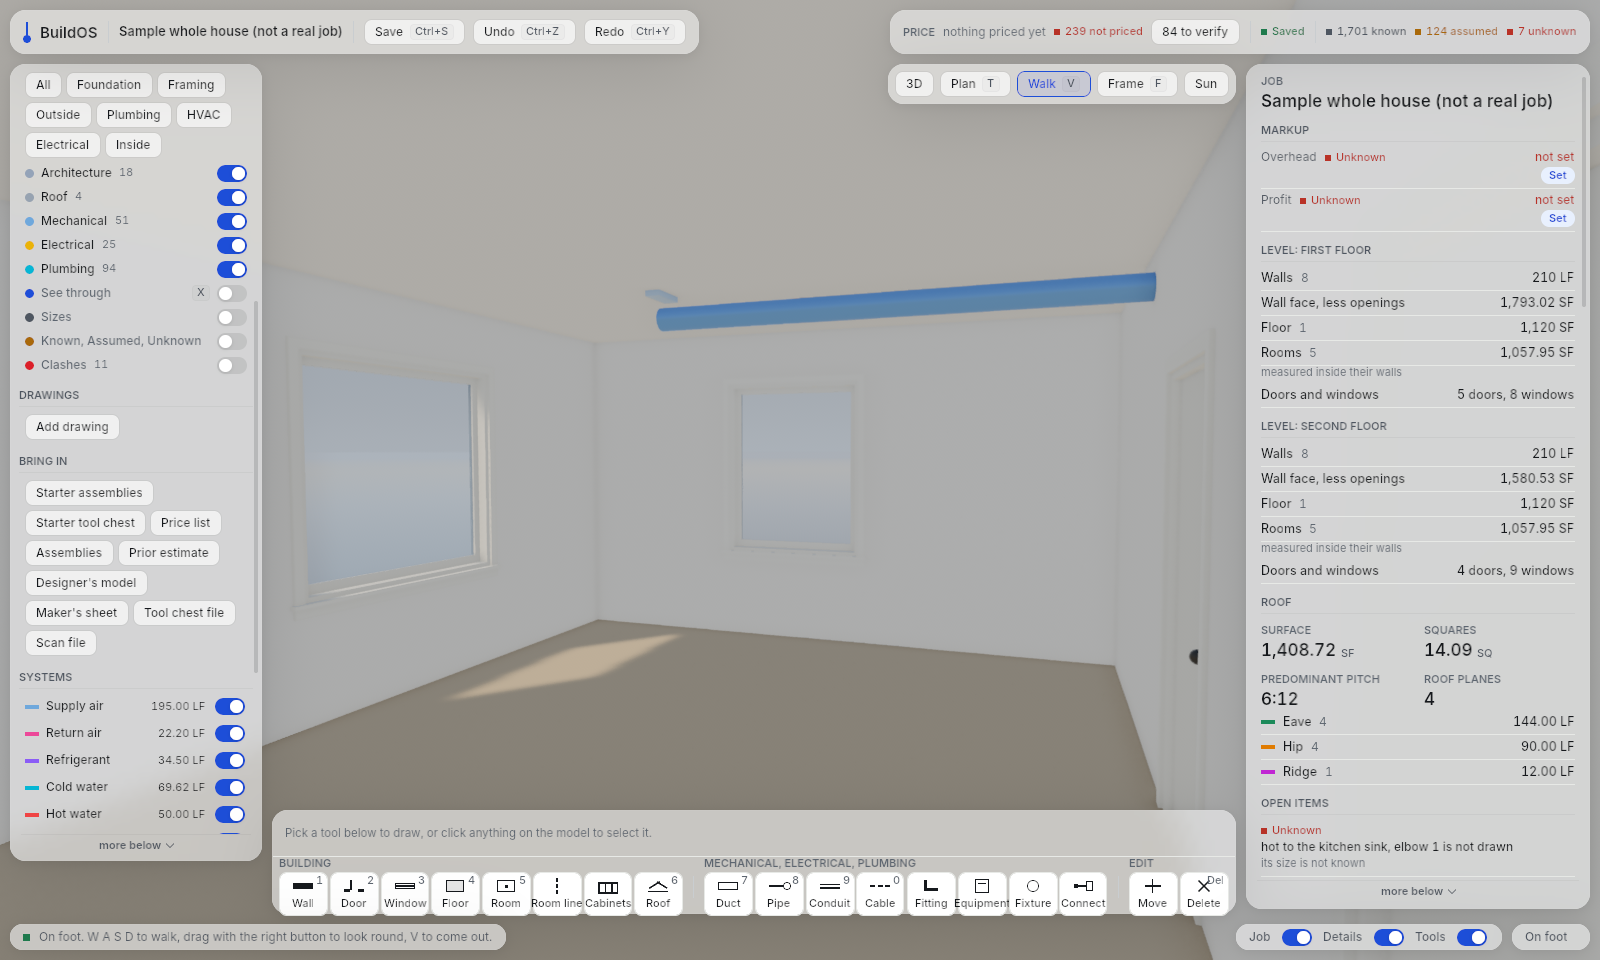 BuildOS
Sample whole house (not a real job)
Save Ctrl+S
Undo Ctrl+Z
Redo Ctrl+Y
PRICE nothing priced yet 239 not priced 84 to verify Saved 1,701 known 124 assumed 7 unknown
3D
Plan T
Walk V
Frame F
Sun
All Foundation Framing
Outside Plumbing HVAC
Electrical Inside
Architecture 18
Roof 4
Mechanical 51
Electrical 25
Plumbing 94
See through X
Sizes
Known, Assumed, Unknown
Clashes 11
DRAWINGS
Add drawing
BRING IN
Starter assemblies
Starter tool chest Price list
Assemblies Prior estimate
Designer's model
Maker's sheet Tool chest file
Scan file
SYSTEMS
Supply air 195.00 LF
Return air 22.20 LF
Refrigerant 34.50 LF
Cold water 69.62 LF
Hot water 50.00 LF
more below
JOB
Sample whole house (not a real job)
MARKUP
Overhead Unknown not set
Set
Profit Unknown not set
Set
LEVEL: FIRST FLOOR
Walls 8 210 LF
Wall face, less openings 1,793.02 SF
Floor 1 1,120 SF
Rooms 5 1,057.95 SF
measured inside their walls
Doors and windows 5 doors, 8 windows
LEVEL: SECOND FLOOR
Walls 8 210 LF
Wall face, less openings 1,580.53 SF
Floor 1 1,120 SF
Rooms 5 1,057.95 SF
measured inside their walls
Doors and windows 4 doors, 9 windows
ROOF
SURFACE SQUARES
1,408.72 SF 14.09 SQ
PREDOMINANT PITCH ROOF PLANES
6:12 4
Eave 4 144.00 LF
Hip 4 90.00 LF
Ridge 1 12.00 LF
OPEN ITEMS
Unknown
hot to the kitchen sink, elbow 1 is not drawn
its size is not known
more below
Pick a tool below to draw, or click anything on the model to select it.
BUILDING MECHANICAL, ELECTRICAL, PLUMBING EDIT
1 2 3 4 5 6 7 8 9 0 Del
Wall Door Window Floor Room Room line Cabinets Roof Duct Pipe Conduit Cable Fitting Equipment Fixture Connect Move Delete
On foot. W A S D to walk, drag with the right button to look round, V to come out.
Job Details Tools On foot